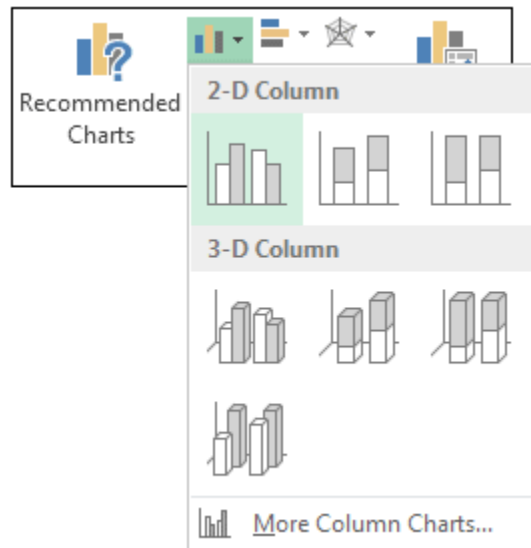 Recommended
Charts
2-D Column
3-D Column
More Column Charts...